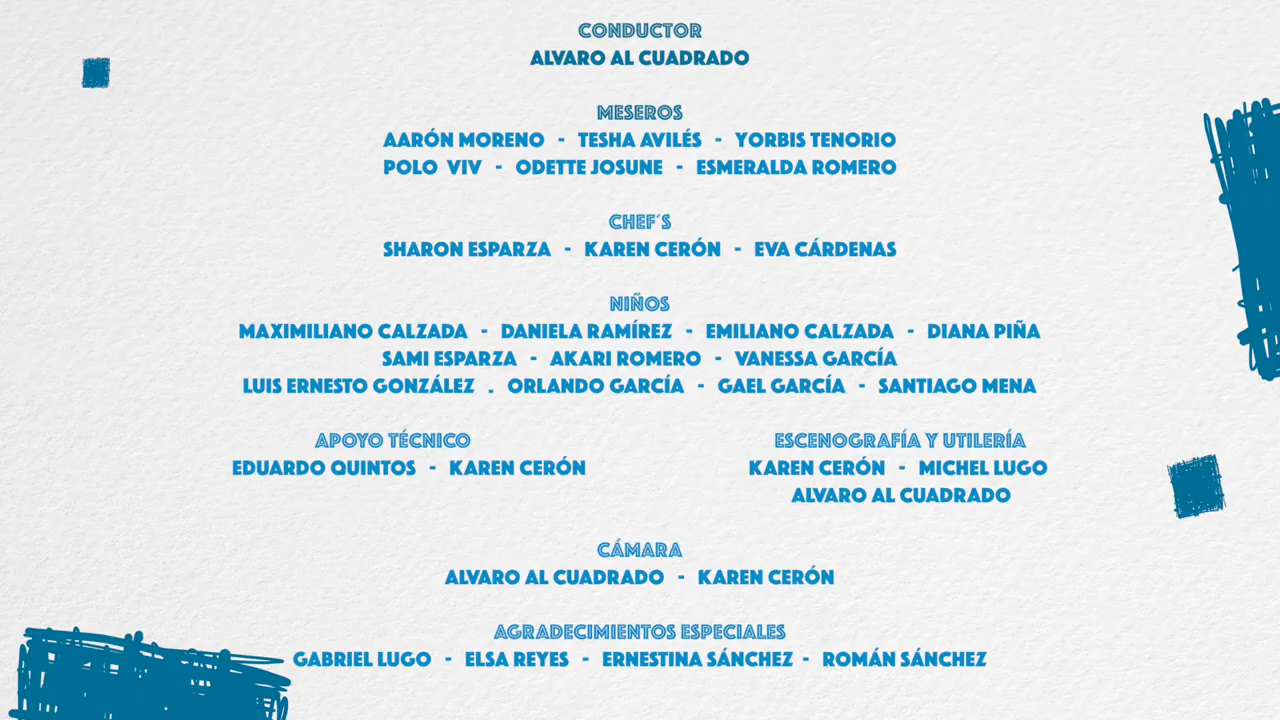 CONDUCTOR
ALVARO AL CUADRADO
MESEROS
AARÓN MORENO - TESHA AVILÉS - YORBIS TENORIO
POLO VIV - ODETTE JOSUNE - ESMERALDA ROMERO
CHEF´S
SHARON ESPARZA - KAREN CERÓN - EVA CÁRDENAS
NIÑOS
MAXIMILIANO CALZADA - DANIELA RAMÍREZ - EMILIANO CALZADA - DIANA PIÑA
SAMI ESPARZA - AKARI ROMERO - VANESSA GARCÍA
LUIS ERNESTO GONZÁLEZ . ORLANDO GARCÍA - GAEL GARCÍA - SANTIAGO MENA
APOYO TÉCNICO
EDUARDO QUINTOS - KAREN CERÓN
ESCENOGRAFÍA Y UTILERÍA
KAREN CERÓN - MICHEL LUGO
ALVARO AL CUADRADO
CÁMARA
ALVARO AL CUADRADO - KAREN CERÓN
AGRADECIMIENTOS ESPECIALES
GABRIEL LUGO - ELSA REYES - ERNESTINA SÁNCHEZ - ROMÁN SÁNCHEZ